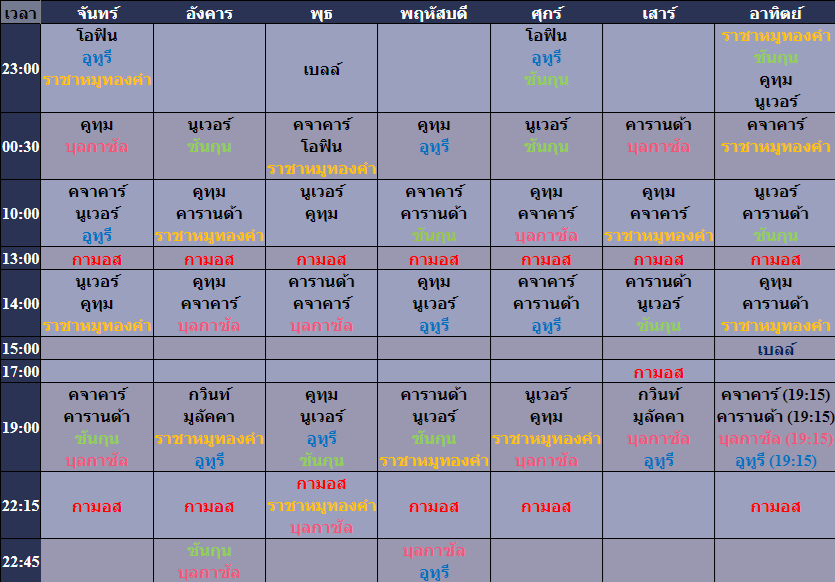 เวลา จันทร์ อังคาร พุธ พฤหัสบดี ศุกร์ เสาร์ อาทิตย์
โอฟิน โอฟิน ราชาหมูทองคำ
อูทูรี อูทูรี ซันกุน
23:00 ราชาหมูทองคำ เบลล์ ซันกุน คูทุม
นูเวอร์
คูทุม นูเวอร์ คจาคาร์ คูทุม นูเวอร์ คารานด้า คจาคาร์
00:30 บุลกาซัล ซันกุน โอฟิน อูทูรี ซันกุน บุลกาซัล ราชาหมูทองคำ
ราชาหมูทองคำ
คจาคาร์ คูทุม นูเวอร์ คจาคาร์ คูทุม คูทุม นูเวอร์
10:00 นูเวอร์ คารานด้า คูทุม คารานด้า คจาคาร์ คจาคาร์ คารานด้า
อูทูรี ราชาหมูทองคำ ซันกุน บุลกาซัล ราชาหมูทองคำ ซันกุน
13:00 กามอส กามอส กามอส กามอส กามอส กามอส กามอส
นูเวอร์ คูทุม คารานด้า คูทุม คจาคาร์ คารานด้า คูทุม
14:00 คูทุม คจาคาร์ คจาคาร์ นูเวอร์ คารานด้า นูเวอร์ คารานด้า
ราชาหมูทองคำ บุลกาซัล บุลกาซัล อูทูรี อูทูรี ซันกุน ราชาหมูทองคำ
15:00 เบลล์
17:00 กามอส
คจาคาร์ กวินท์ คูทุม คารานด้า นูเวอร์ กวินท์ คจาคาร์ (19:15)
19:00 คารานด้า มูลัคคา นูเวอร์ นูเวอร์ คูทุม มูลัคคา คารานด้า (19:15)
ซันกุน ราชาหมูทองคำ อูทูรี ซันกุน ราชาหมูทองคำ บุลกาซัล บุลกาซัล (19:15)
บุลกาซัล อูทูรี ซันกุน ราชาหมูทองคำ บุลกาซัล อูทูรี อูทูรี (19:15)
กามอส
22:15 กามอส กามอส ราชาหมูทองคำ กามอส กามอส กามอส
บุลกาซัล
22:45 ซันกุน บุลกาซัล
บุลกาซัล อูทูรี